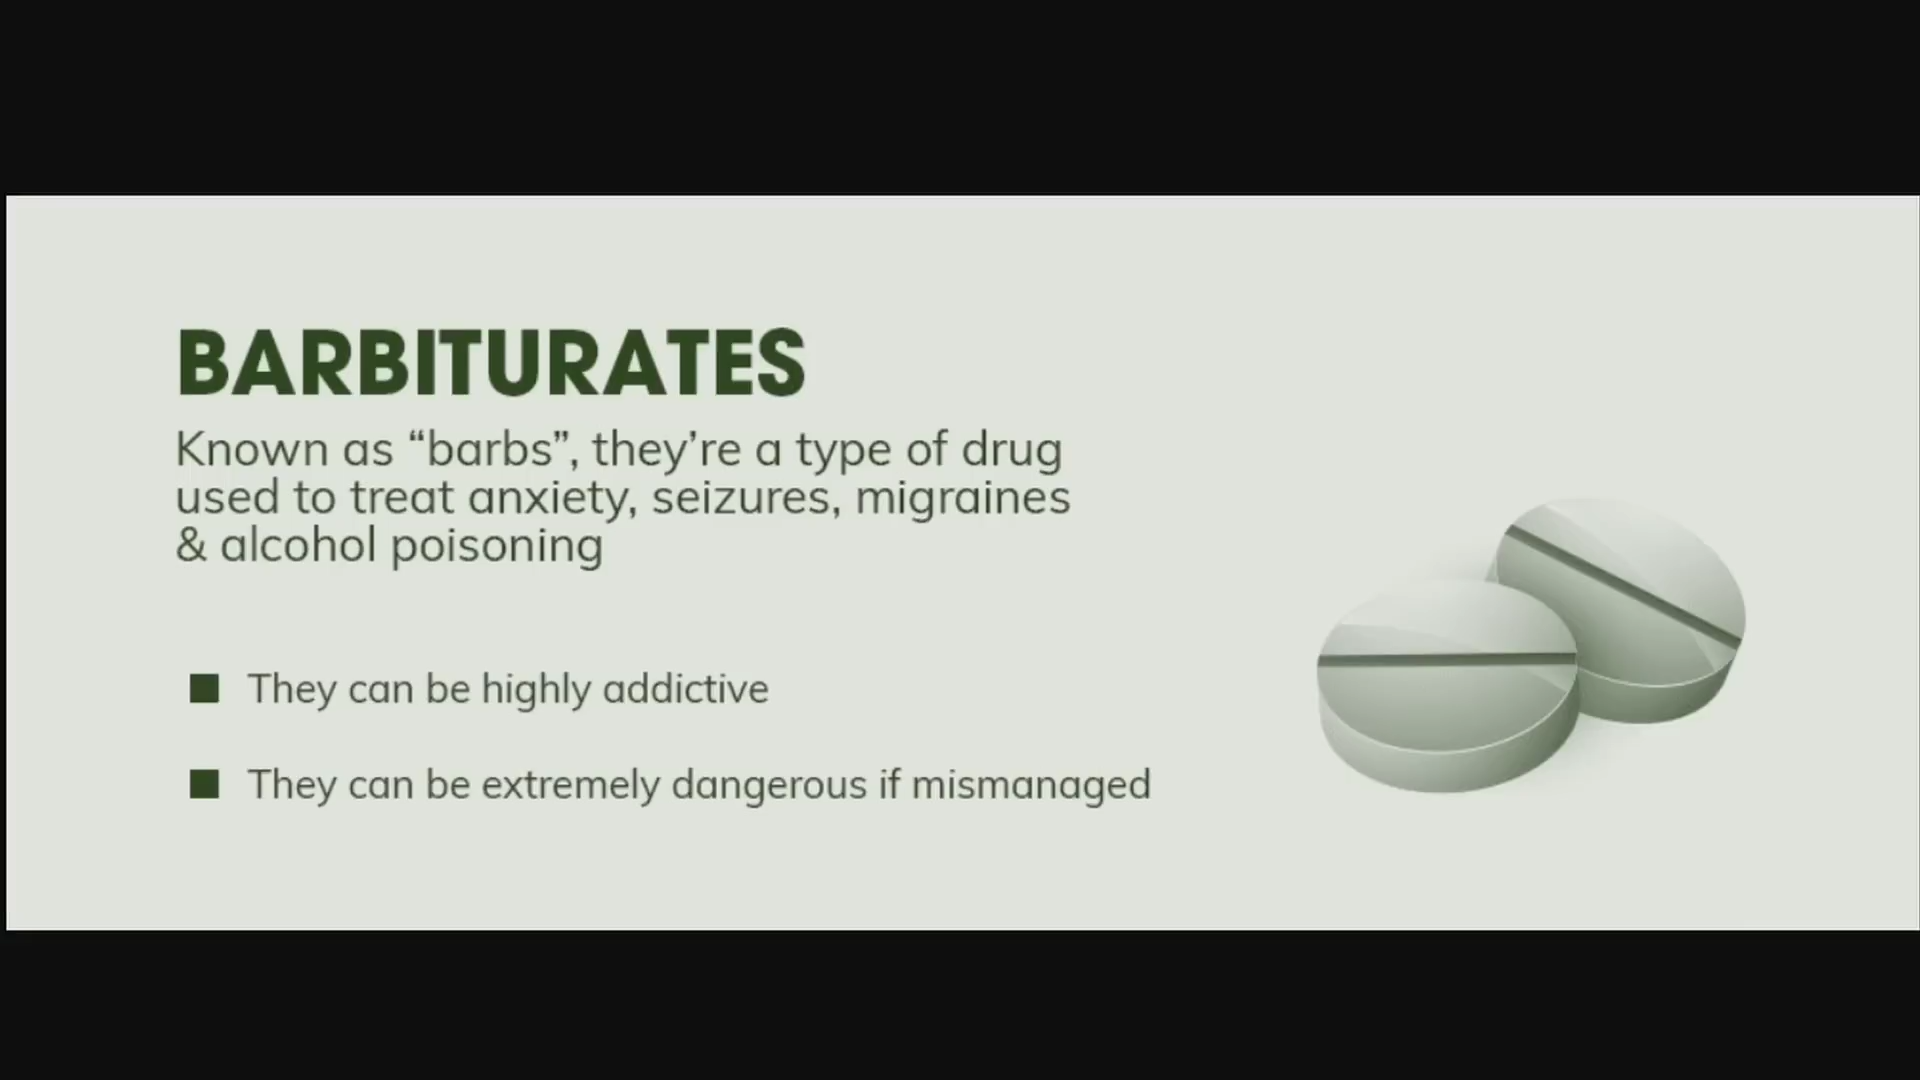 BARBITURATES
Known as “barbs”, they’re a type of drug
used to treat anxiety, seizures, migraines
& alcohol poisoning
They can be highly addictive
They can be extremely dangerous if mismanaged